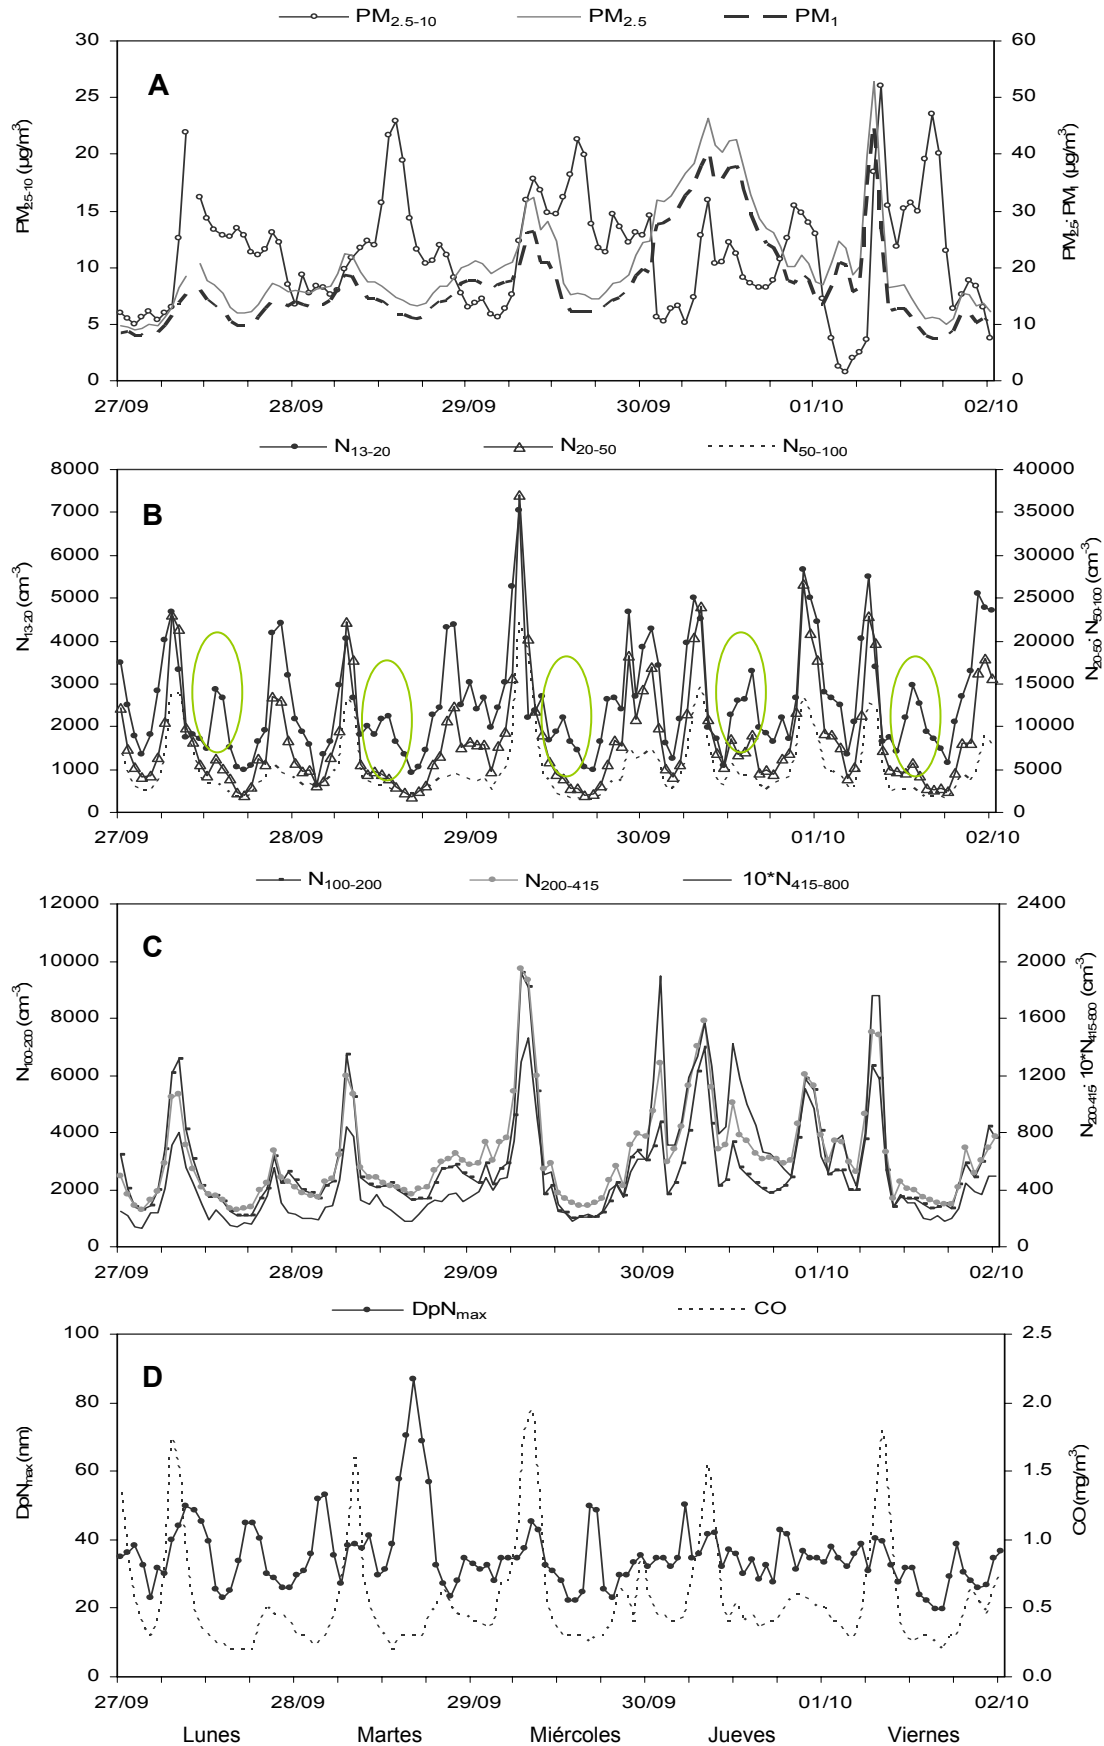 PM2.5-10 PM2.5 PM1
A
PM2.5-10 (µg/m3)
30
25
20
15
10
5
0
PM2.5; PM1 (µg/m3)
60
50
40
30
20
10
0
27/09 28/09 29/09 30/09 01/10 02/10
N13-20 N20-50 N50-100
B
N13-20 (cm-3)
8000
7000
6000
5000
4000
3000
2000
1000
0
N20-50; N50-100 (cm-3)
40000
35000
30000
25000
20000
15000
10000
5000
0
27/09 28/09 29/09 30/09 01/10 02/10
N100-200 N200-415 10*N415-800
C
N100-200 (cm-3)
12000
10000
8000
6000
4000
2000
0
N200-415; 10*N415-800 (cm-3)
2400
2000
1600
1200
800
400
0
27/09 28/09 29/09 30/09 01/10 02/10
DpNmax CO
D
DpNmax (nm)
100
80
60
40
20
0
CO (mg/m3)
2.5
2.0
1.5
1.0
0.5
0.0
27/09 28/09 29/09 30/09 01/10 02/10
Lunes Martes Miércoles Jueves Viernes